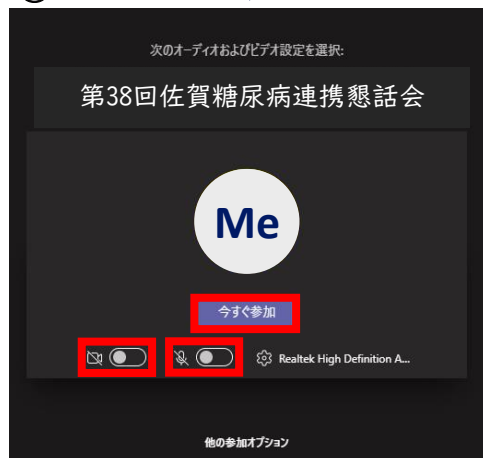 次のオーディオおよびビデオ設定を選択:
第38回佐賀糖尿病連携懇話会
Me
今すぐ参加
Realtek High Definition A...
他の参加オプション